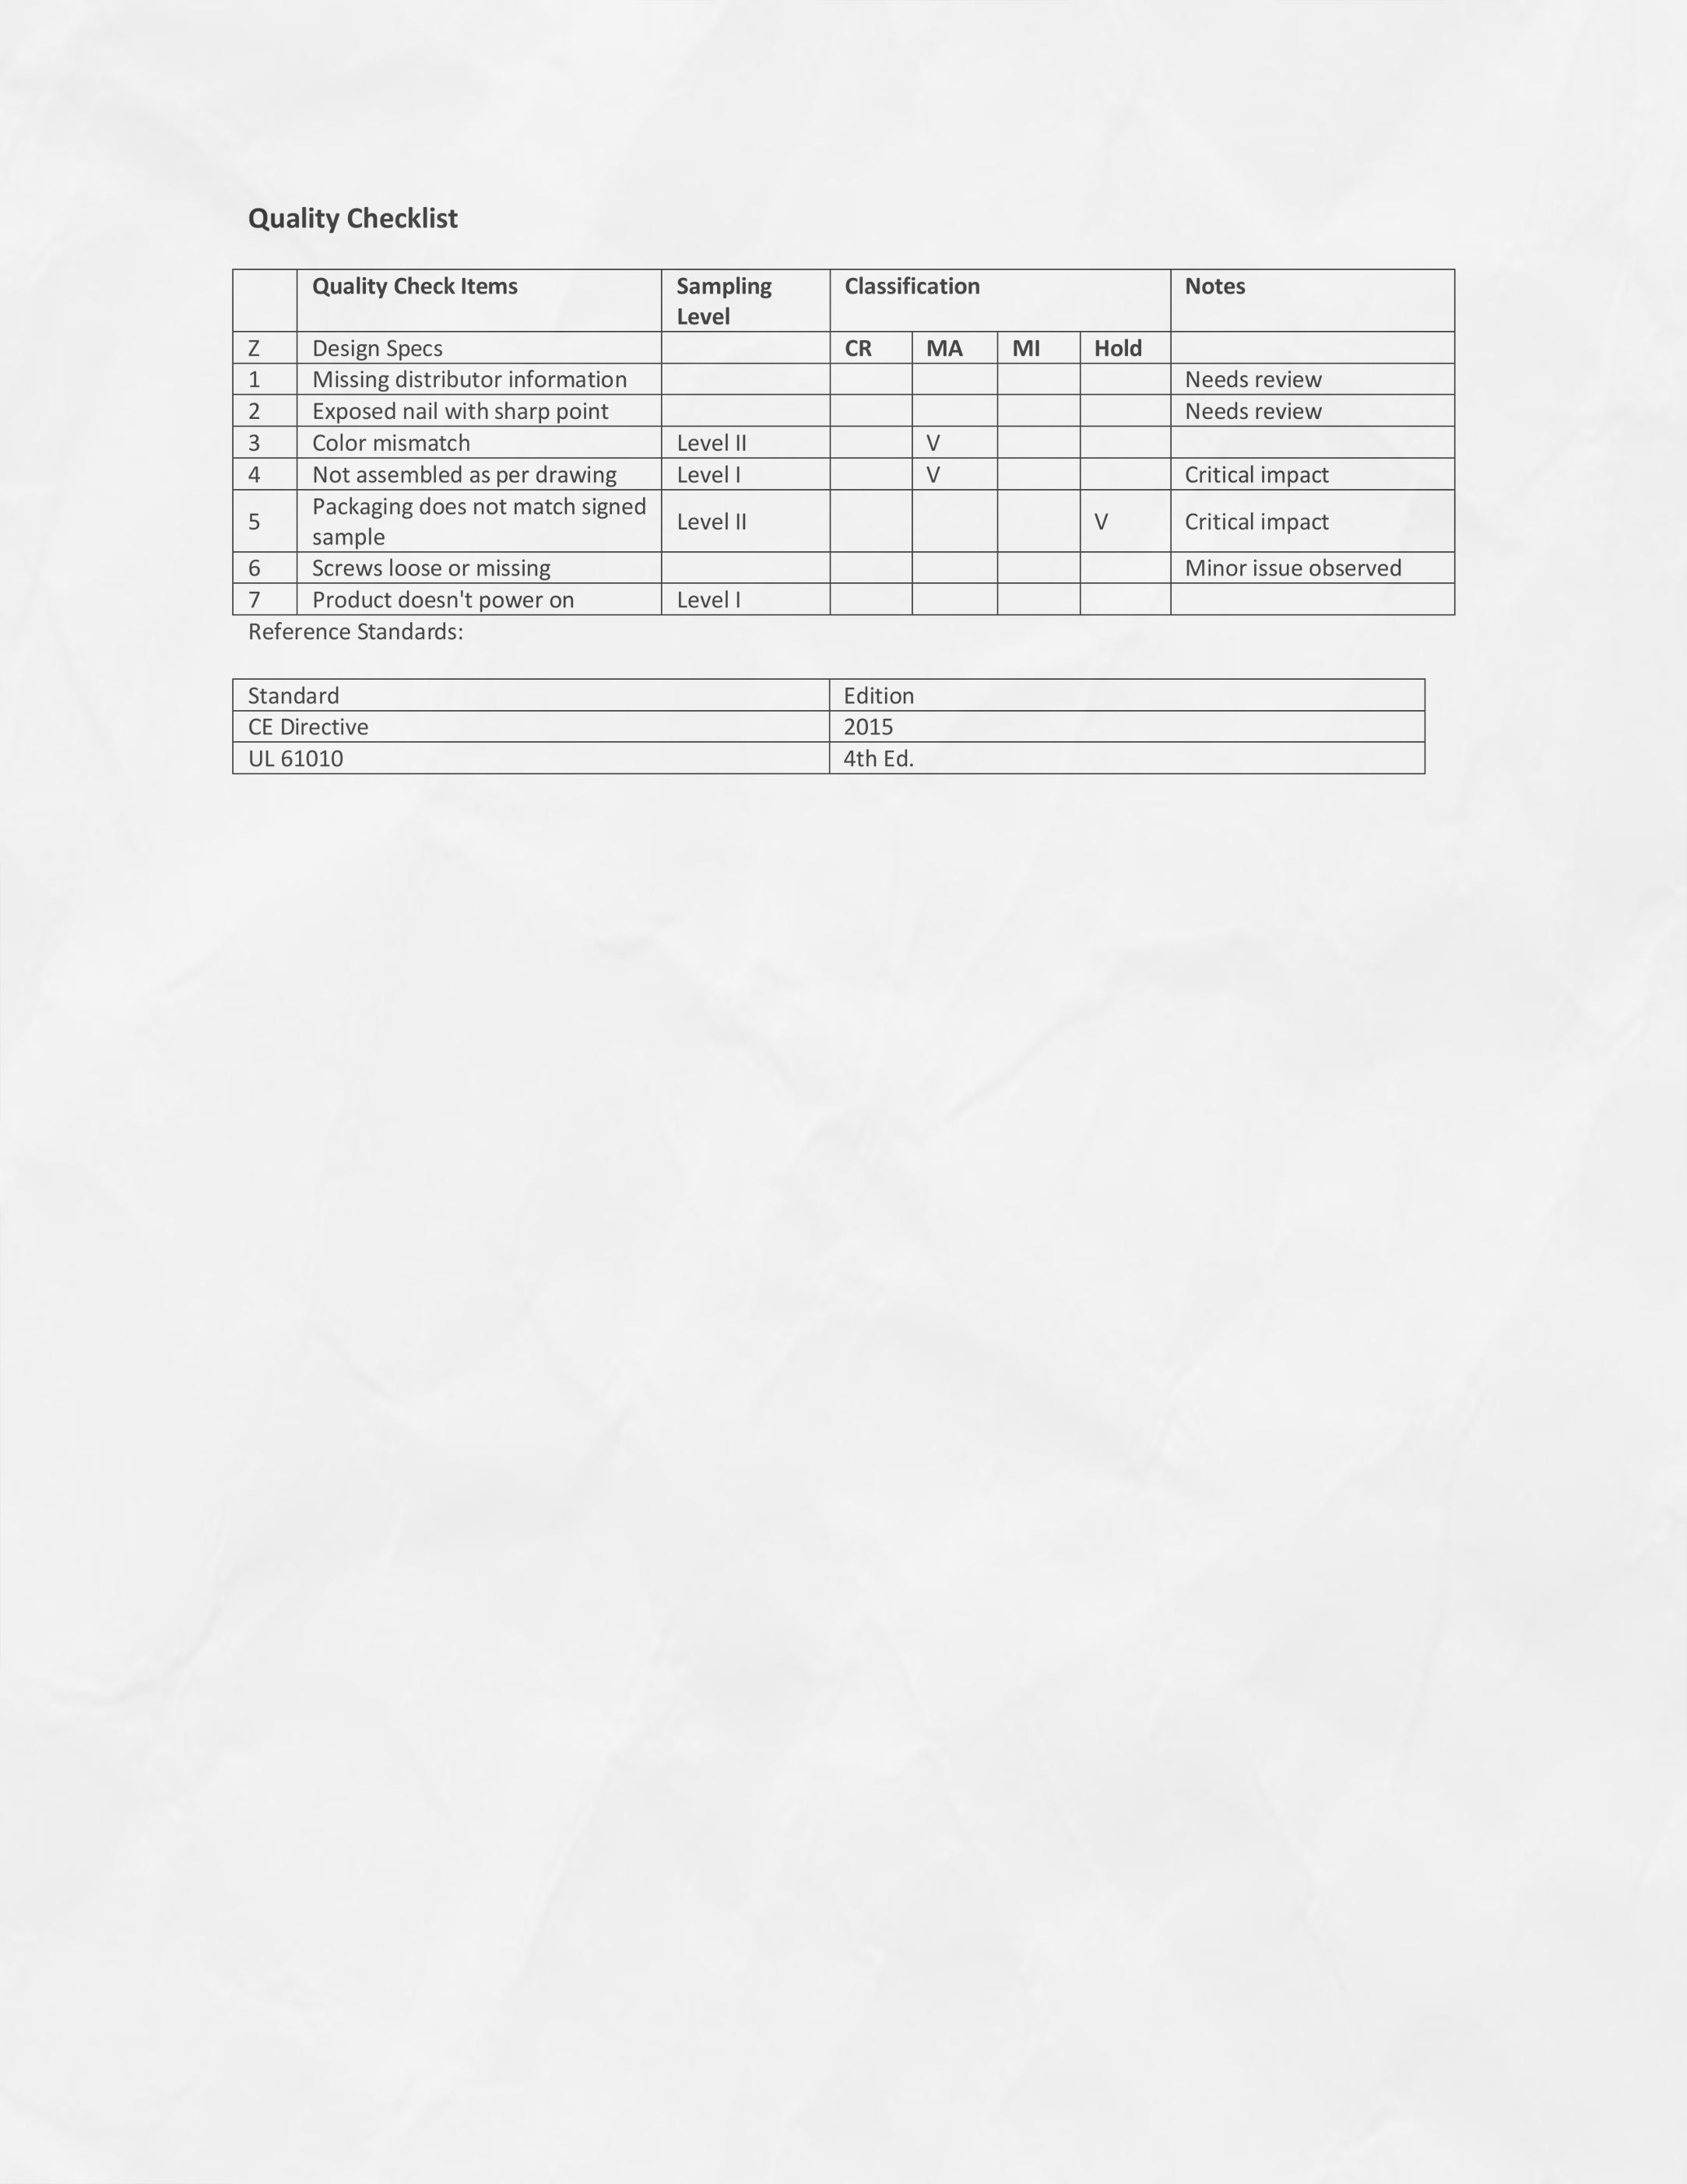 Quality Checklist
Quality Check Items Sampling Level Classification Notes
Z Design Specs CR MA MI Hold
1 Missing distributor information Needs review
2 Exposed nail with sharp point Needs review
3 Color mismatch Level II V
4 Not assembled as per drawing Level I V Critical impact
5 Packaging does not match signed sample Level II V Critical impact
6 Screws loose or missing Minor issue observed
7 Product doesn't power on Level I
Reference Standards:
Standard Edition
CE Directive 2015
UL 61010 4th Ed.